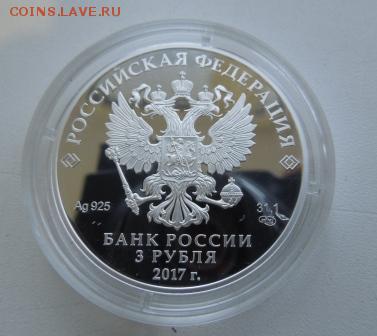 COINS.LAVE.RU
РОССИЙСКАЯ ФЕДЕРАЦИЯ
Ag 925
31,1
БАНК РОССИИ
3 РУБЛЯ
2017 г.